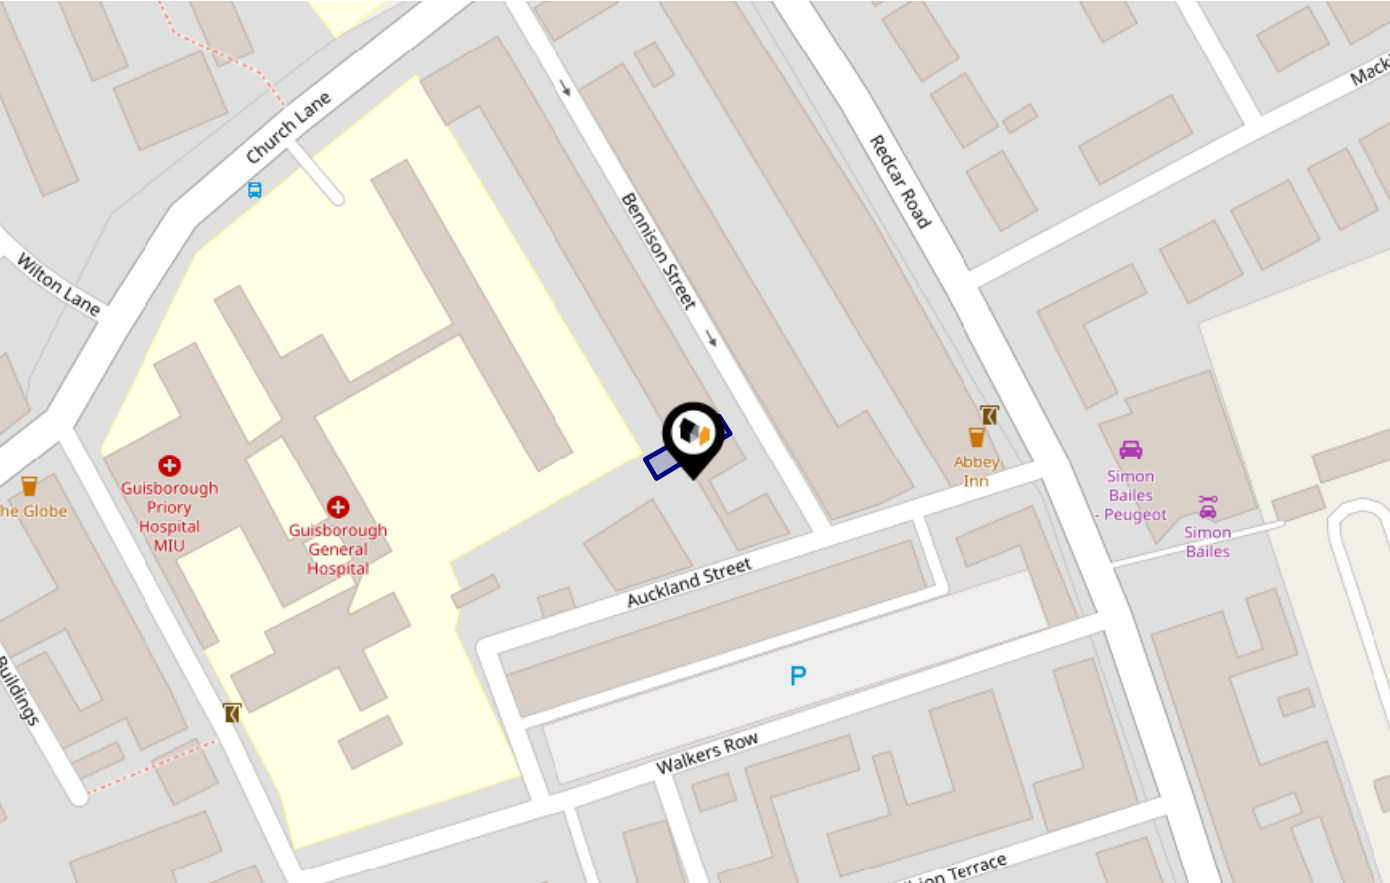 Church Lane
Wilton Lane
Bennison Street
Redcar Road
Abbey
Inn
Simon
Bailes
- Peugeot
Simon
Bailes
he Globe
Guisborough
Priory
Hospital
MIU
Guisborough
General
Hospital
Auckland Street
P
Buildings
Walkers Row
Terrace